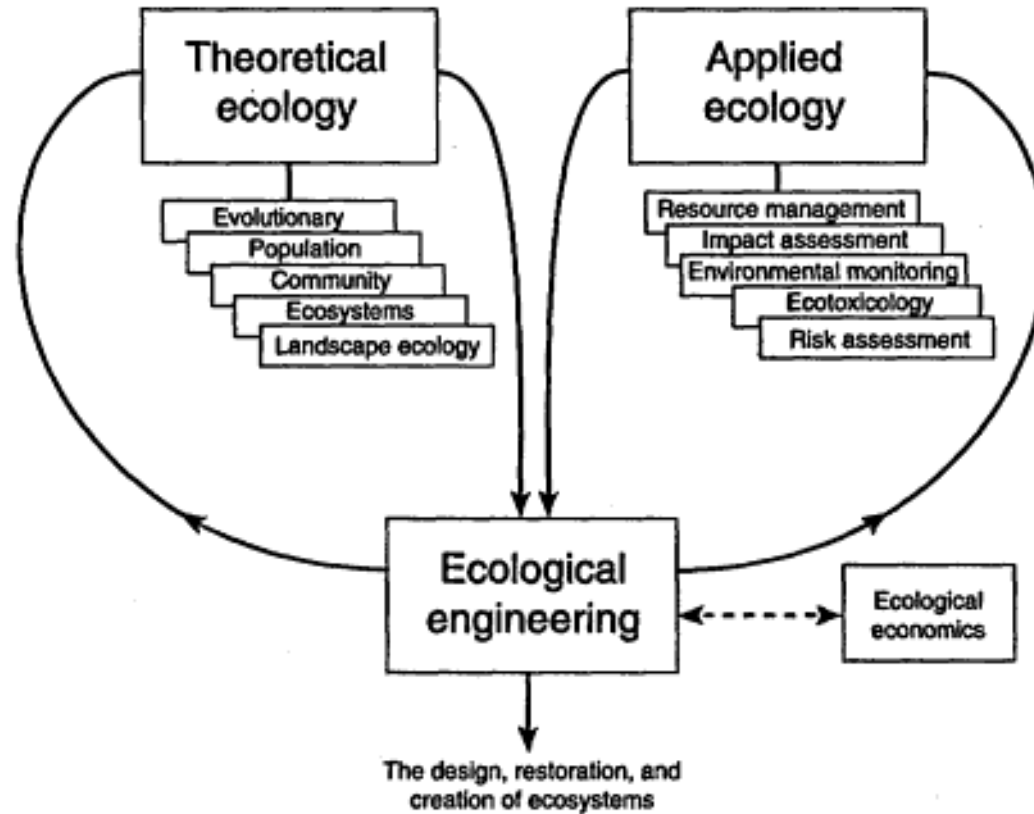 Theoretical
ecology
Applied
ecology
Evolutionary
Population
Community
Ecosystems
Landscape ecology
Resource management
Impact assessment
Environmental monitoring
Ecotoxicology
Risk assessment
Ecological
engineering
Ecological
economics
The design, restoration, and
creation of ecosystems